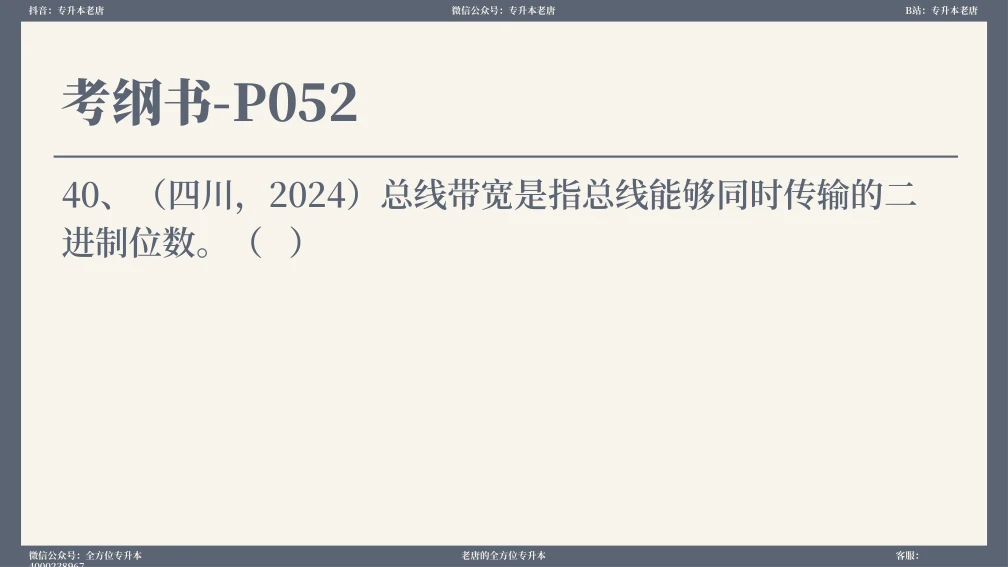 抖音：专升本老唐
微信公众号：专升本老唐
B站：专升本老唐
考纲书-P052
40、（四川，2024）总线带宽是指总线能够同时传输的二
进制位数。（  ）
微信公众号：全方位专升本
老唐的全方位专升本
客服：
4000238967